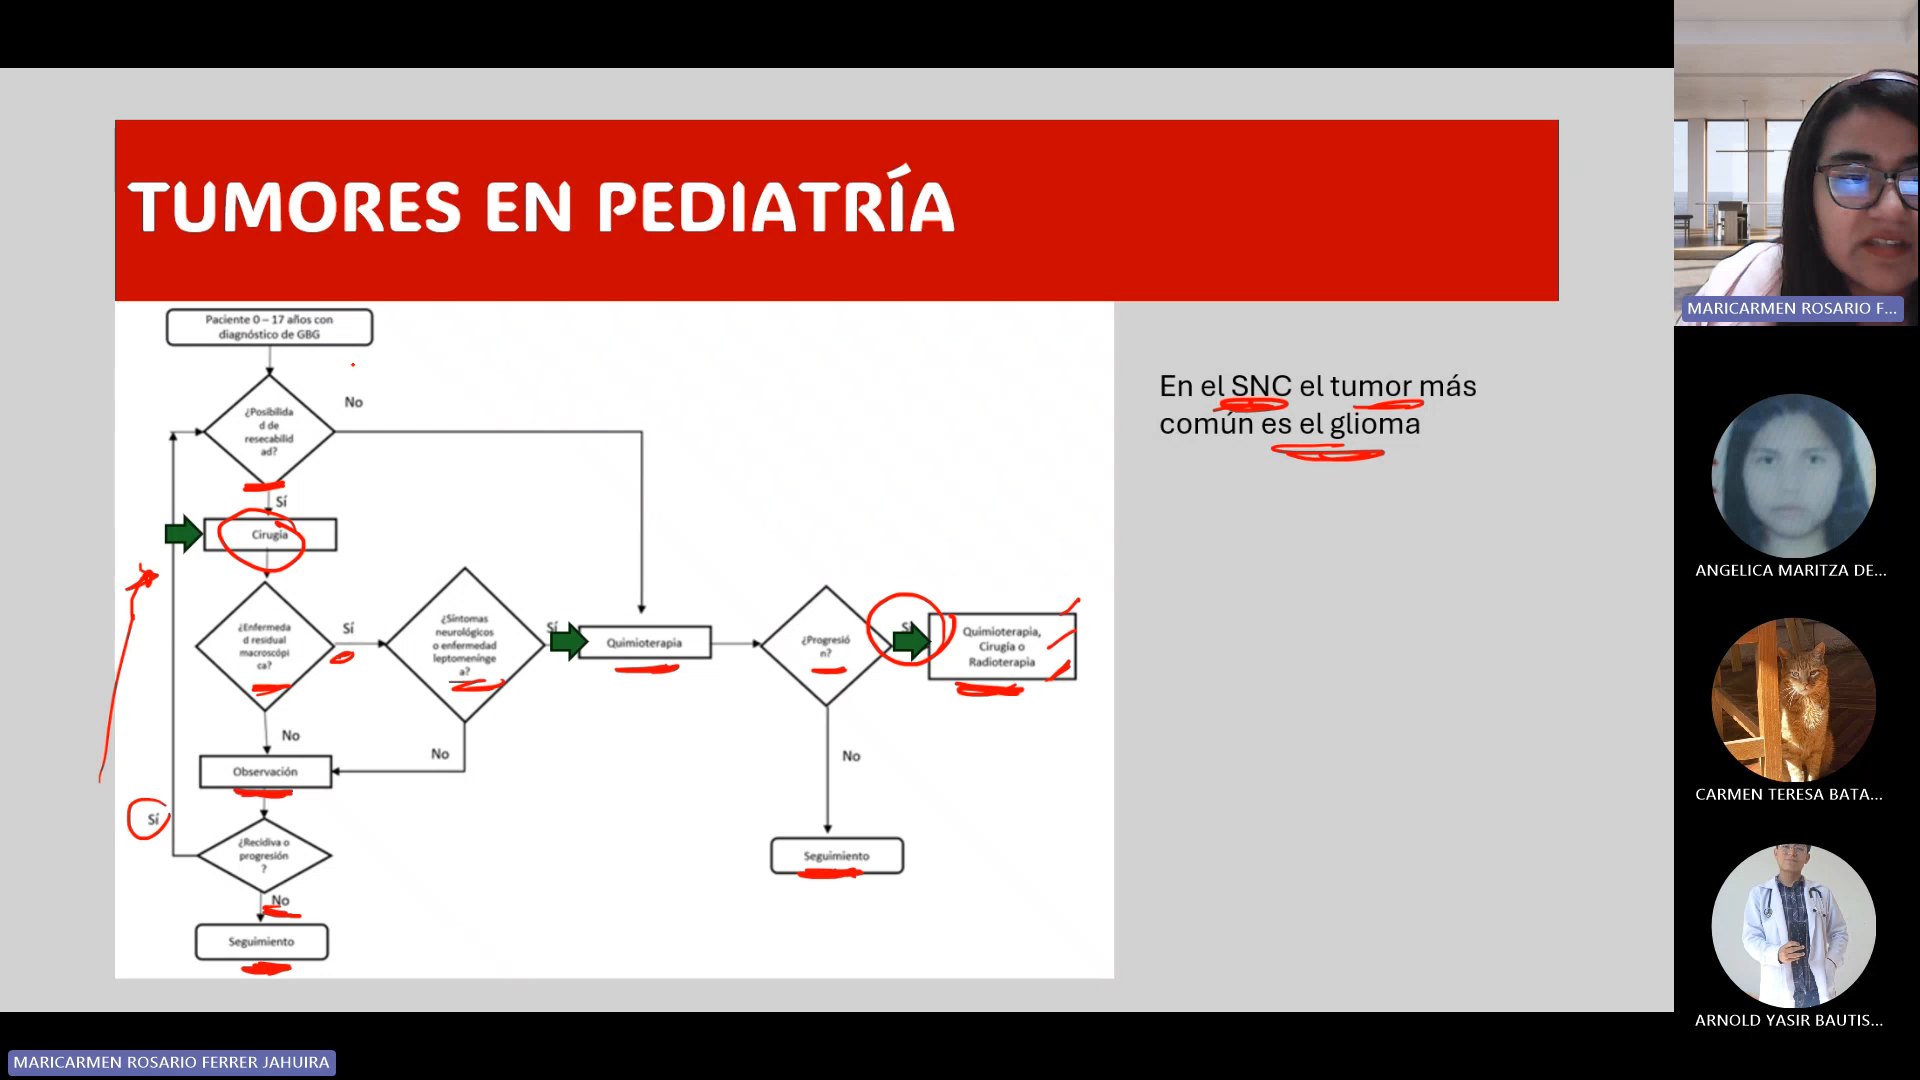 TUMORES EN PEDIATRÍA
Paciente 0 – 17 años con
diagnóstico de GBG
¿Posibilida
d de
resecabilid
ad?
No
Sí
Cirugía
¿Enfermeda
d residual
macroscópi
ca?
Sí
¿Síntomas
neurológicos
o enfermedad
leptomeninge
a?
Sí
Quimioterapia
¿Progresió
n?
Sí
Quimioterapia,
Cirugía o
Radioterapia
No
No
No
Observación
Seguimiento
Sí
¿Recidiva o
progresión
?
No
Seguimiento
En el SNC el tumor más
común es el glioma
MARICARMEN ROSARIO F...
ANGELICA MARITZA DE...
CARMEN TERESA BATA...
ARNOLD YASIR BAUTIS...
MARICARMEN ROSARIO FERRER JAHUIRA